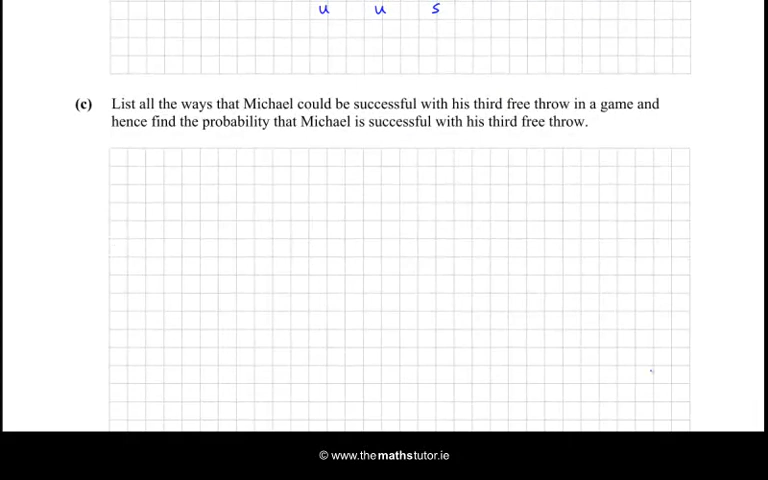 u u s
(c) List all the ways that Michael could be successful with his third free throw in a game and
hence find the probability that Michael is successful with his third free throw.
© www.themathstutor.ie